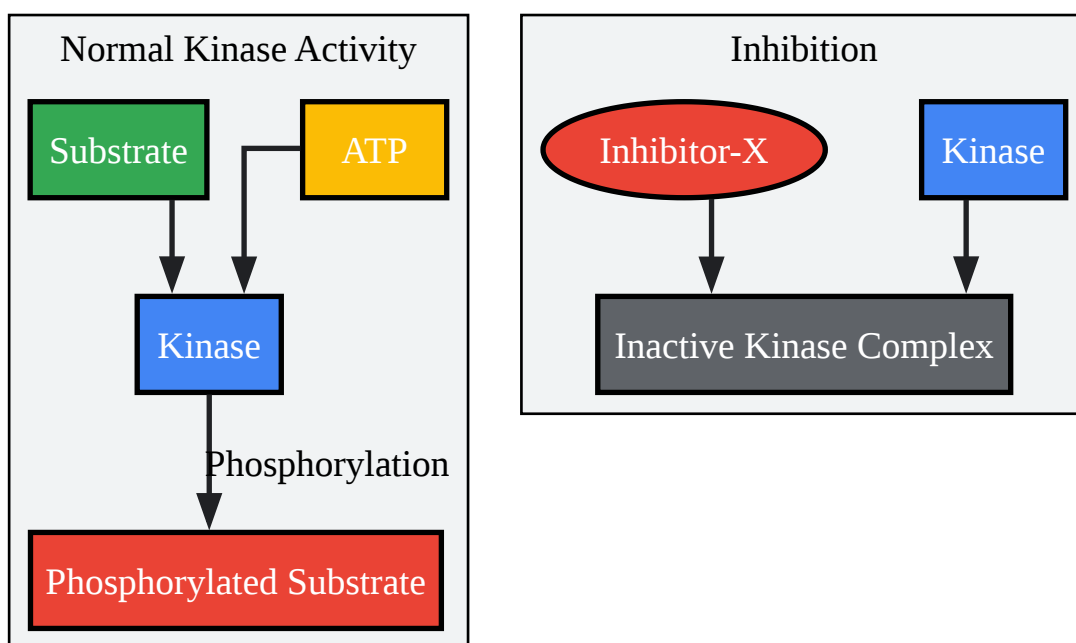 Normal Kinase Activity
Substrate
ATP
Kinase
Phosphorylation
Phosphorylated Substrate
Inhibition
Inhibitor-X
Kinase
Inactive Kinase Complex